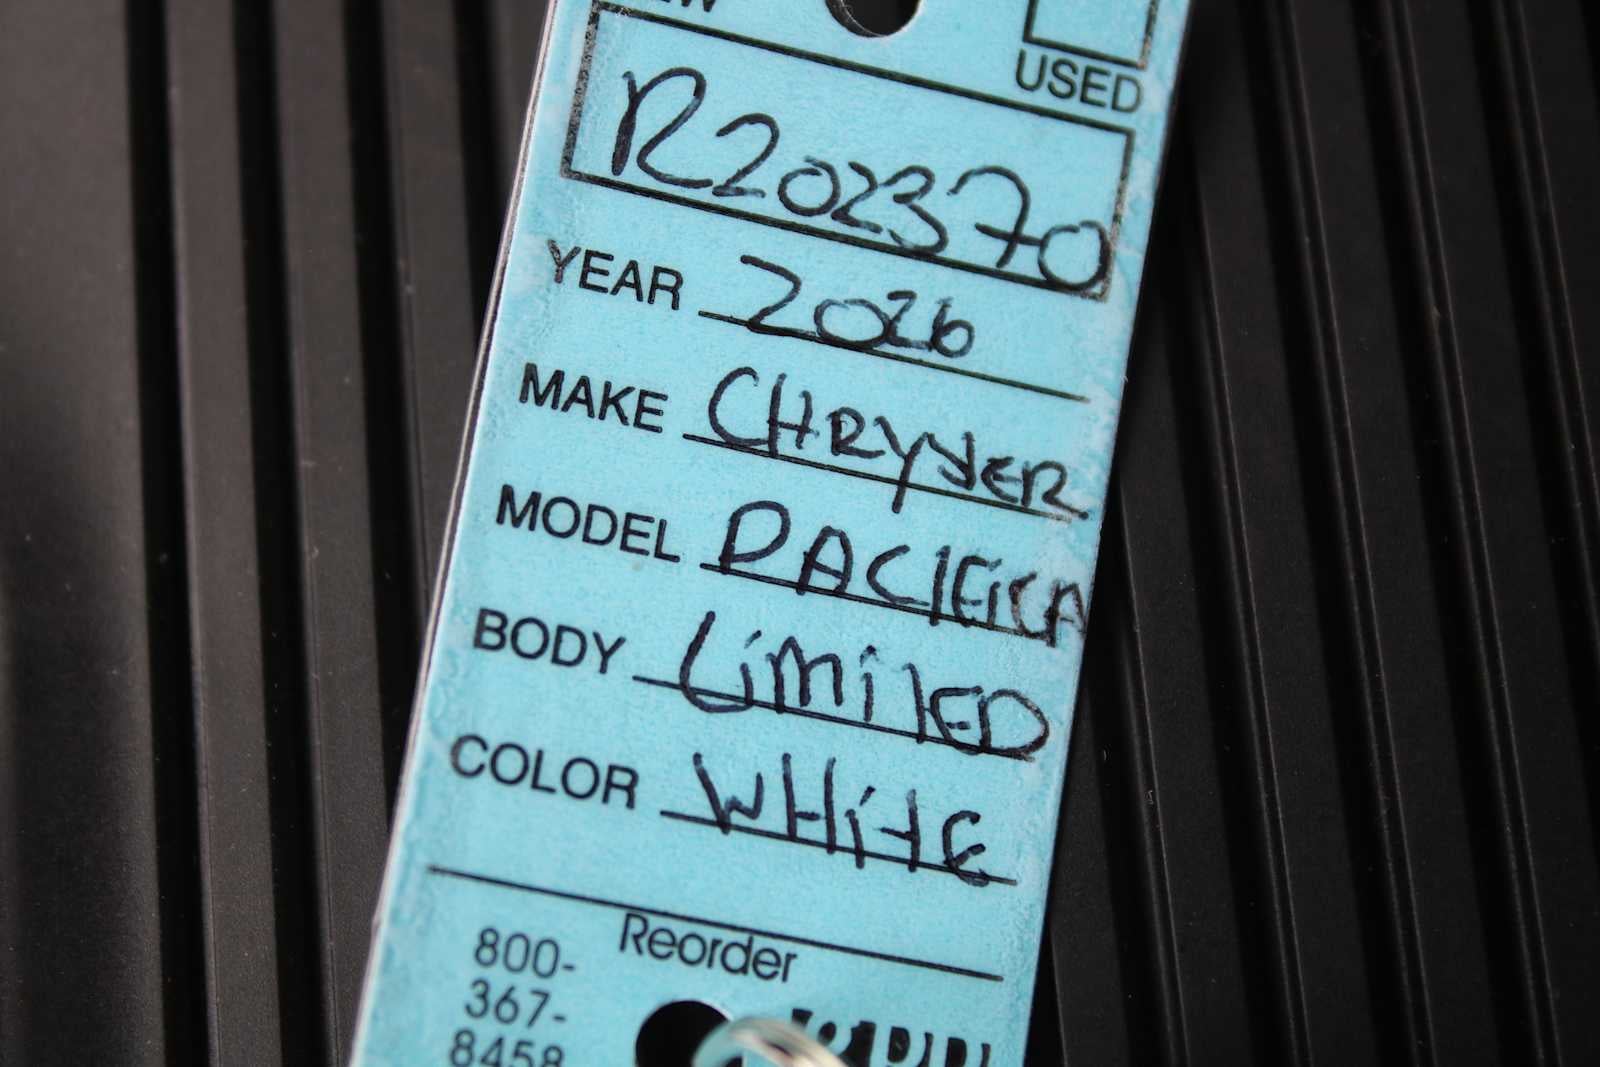 USED
R202370
YEAR 2026
MAKE CHRYSLER
MODEL PACIFICA
BODY LIMITED
COLOR WHITE
Reorder
800-
367-
8458